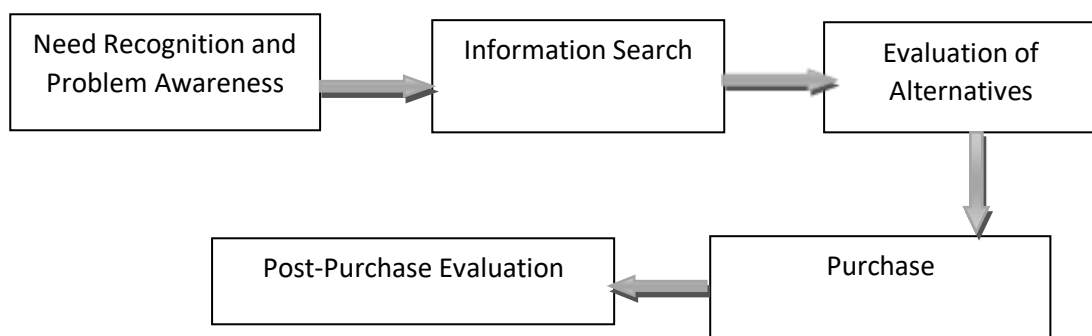 Need Recognition and
Problem Awareness
Information Search
Evaluation of
Alternatives
Post-Purchase Evaluation
Purchase